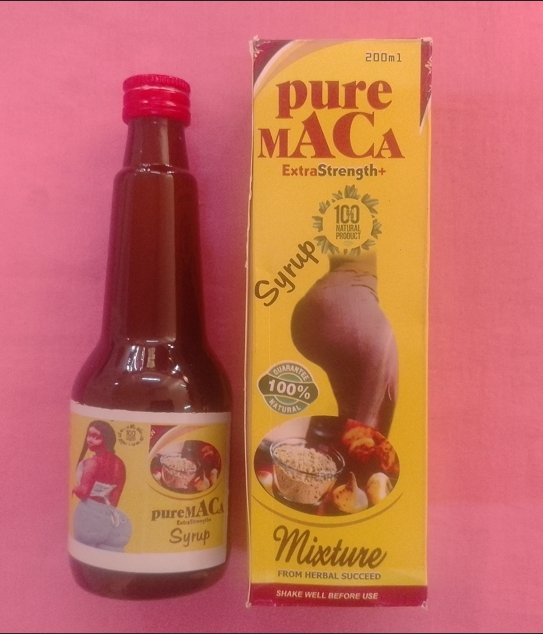 200ml
pure
MACA
ExtraStrength+
100
NATURAL
PRODUCT
Syrup
GUARANTEE
100%
NATURAL
Mixture
FROM HERBAL SUCCEED
SHAKE WELL BEFORE USE
100
pureMACA
ExtraStrength+
Syrup